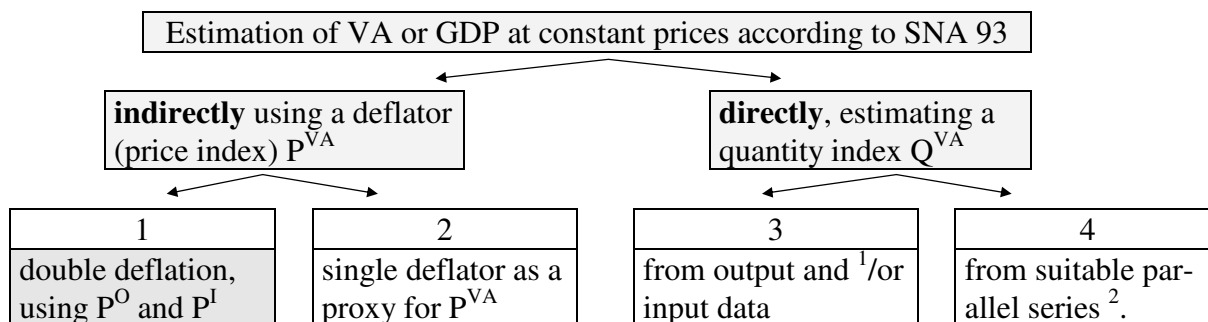 Estimation of VA or GDP at constant prices according to SNA 93
indirectly using a deflator
(price index) P^VA
directly, estimating a
quantity index Q^VA
1
double deflation,
using P^O and P^I
2
single deflator as a
proxy for P^VA
3
from output and ^1/or
input data
4
from suitable par-
allel series ^2.